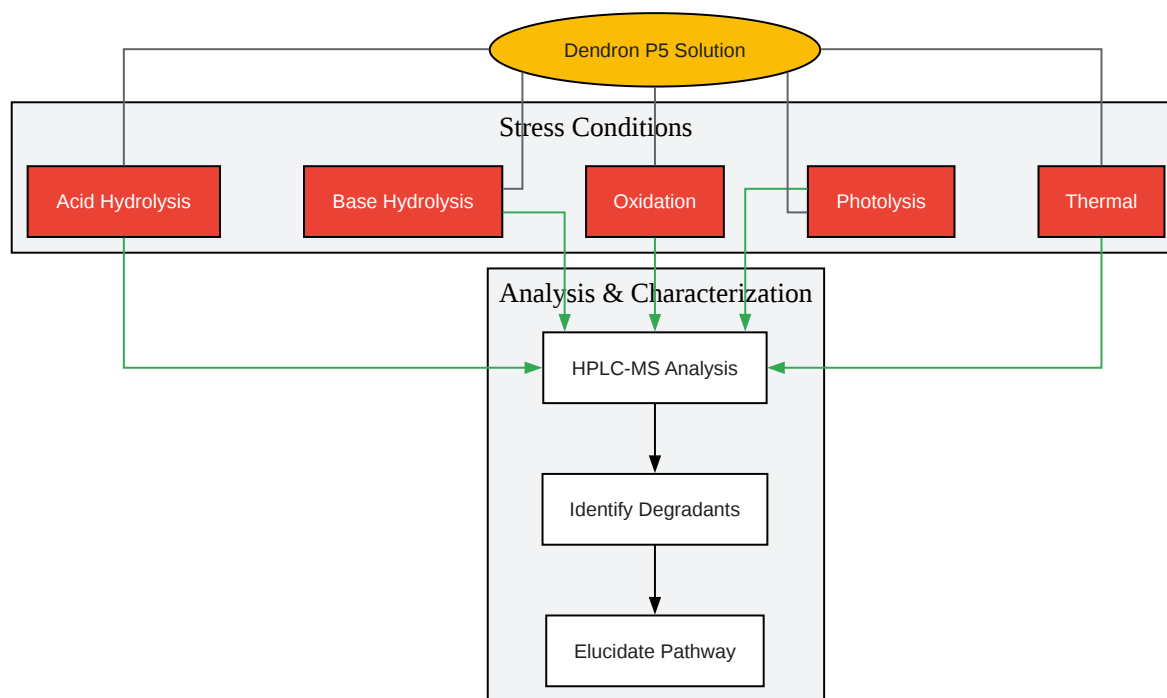 Dendron P5 Solution
Stress Conditions
Acid Hydrolysis
Base Hydrolysis
Oxidation
Photolysis
Thermal
Analysis & Characterization
HPLC-MS Analysis
Identify Degradants
Elucidate Pathway